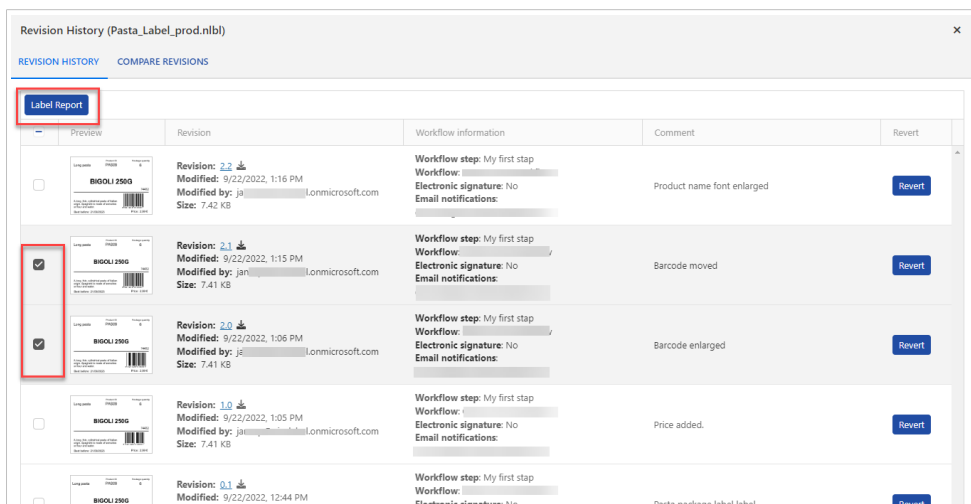 Revision History (Pasta_Label_prod.nlbl)
REVISION HISTORY COMPARE REVISIONS
Label Report
Preview Revision Workflow information Comment Revert
BIGOLI 250G
Revision: 2.2
Modified: 9/22/2022, 1:16 PM
Modified by: ja l.onmicrosoft.com
Size: 7.42 KB
Workflow step: My first stap
Workflow:
Electronic signature: No
Email notifications:
Product name font enlarged
Revert
BIGOLI 250G
Revision: 2.1
Modified: 9/22/2022, 1:15 PM
Modified by: jan l.onmicrosoft.com
Size: 7.41 KB
Workflow step: My first stap
Workflow:
Electronic signature: No
Email notifications:
Barcode moved
Revert
BIGOLI 250G
Revision: 2.0
Modified: 9/22/2022, 1:06 PM
Modified by: ja l.onmicrosoft.com
Size: 7.41 KB
Workflow step: My first stap
Workflow:
Electronic signature: No
Email notifications:
Barcode enlarged
Revert
BIGOLI 250G
Revision: 1.0
Modified: 9/22/2022, 1:05 PM
Modified by: ja l.onmicrosoft.com
Size: 7.41 KB
Workflow step: My first stap
Workflow:
Electronic signature: No
Email notifications:
Price added.
Revert
BIGOLI 250G
Revision: 0.1
Modified: 9/22/2022, 12:44 PM
Workflow step: My first stap
Workflow:
Electronic signature: No
Pasta package label label
Revert